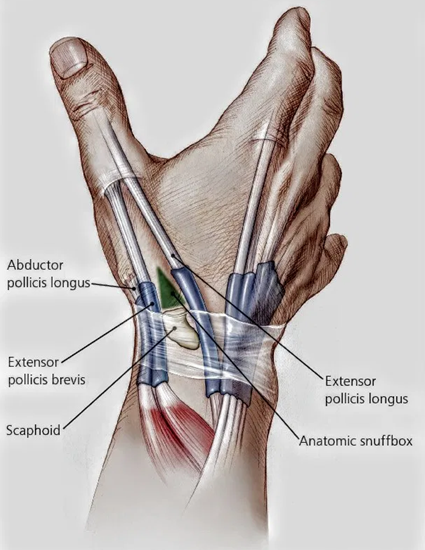 Abductor
pollicis longus
Extensor
pollicis brevis
Scaphoid
Extensor
pollicis longus
Anatomic snuffbox